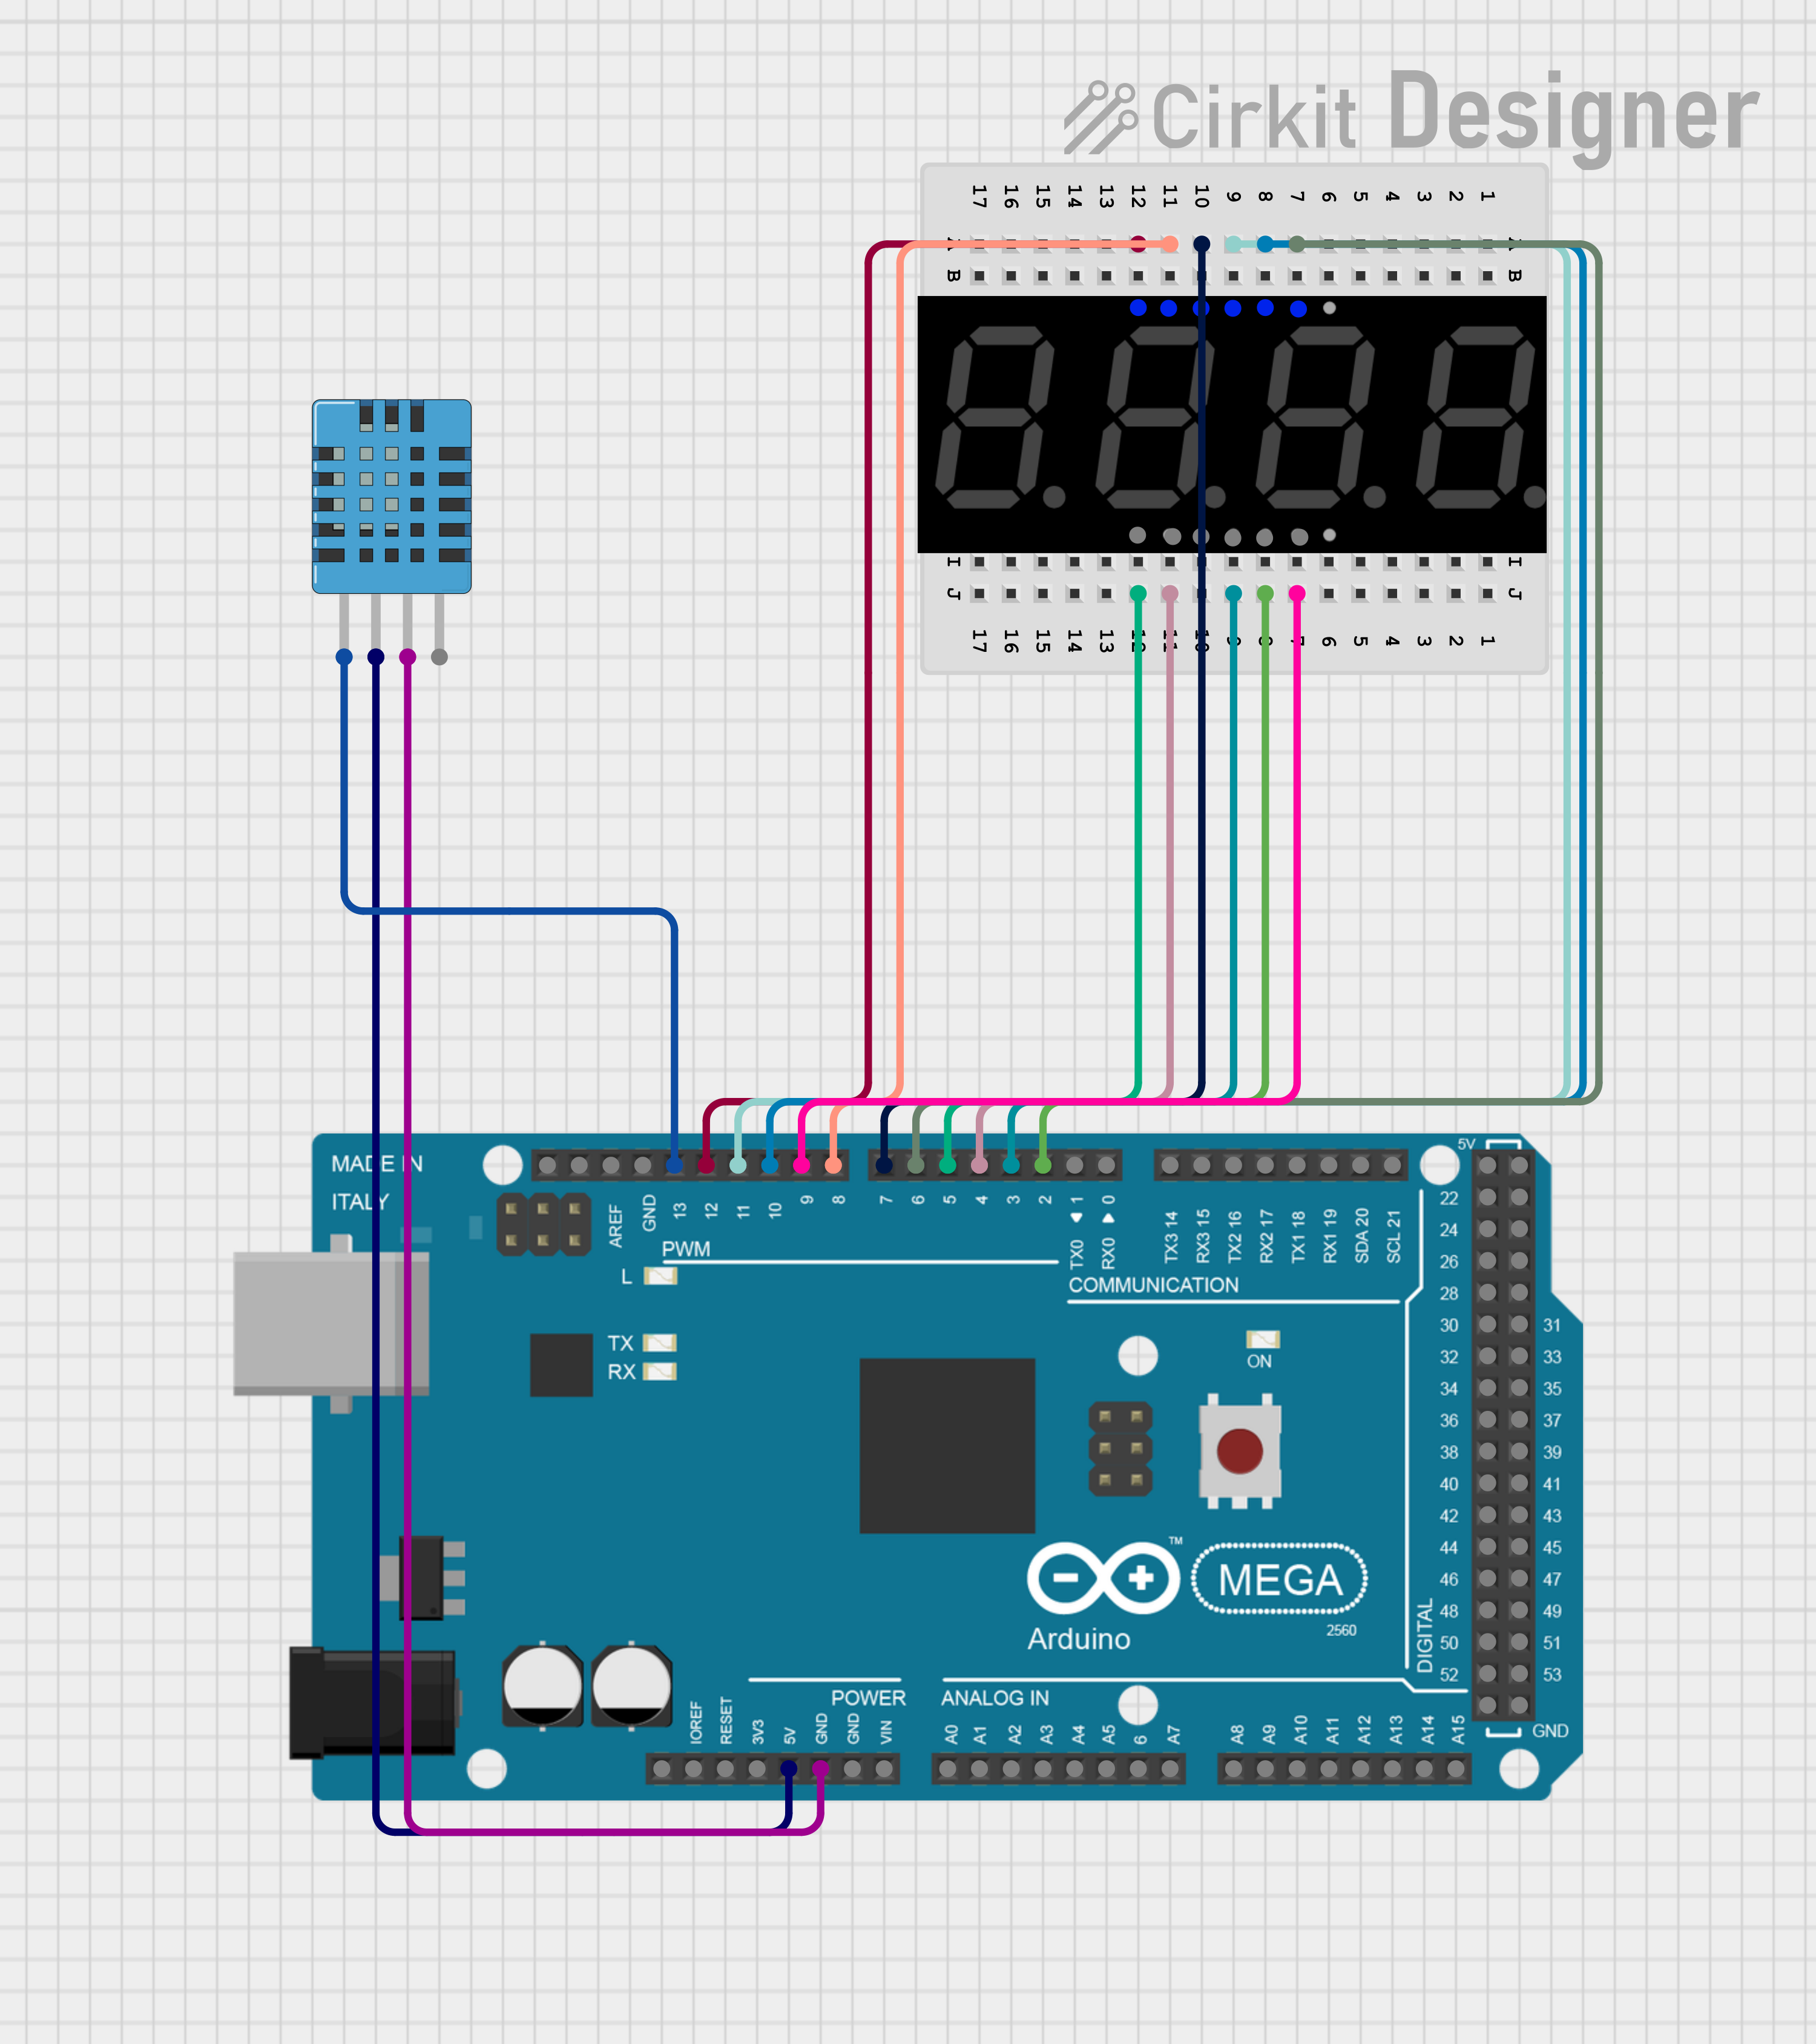 Cirkit Designer
17 16 15 14 13 12 11 10 9 8 7 6 5 4 3 2 1
A A
B B
I I
J J
17 16 15 14 13 11 6 5 4 3 2 1
MADE IN
ITALY
AREF GND 13 12 11 10 9 8 7 6 5 4 3 2 1 0
TX0 RX0
TX3 14 RX3 15 TX2 16 RX2 17 TX1 18 RX1 19 SDA 20 SCL 21
5V
22
24
26
28
30 31
32 33
34 35
36 37
38 39
40 41
42 43
44 45
46 47
48 49
50 51
52 53
PWM
L
COMMUNICATION
TX
RX
ON
TM
MEGA
Arduino
2560
DIGITAL
POWER
ANALOG IN
IOREF RESET 3V3 5V GND GND VIN
A0 A1 A2 A3 A4 A5 6 A7
A8 A9 A10 A11 A12 A13 A14 A15
GND